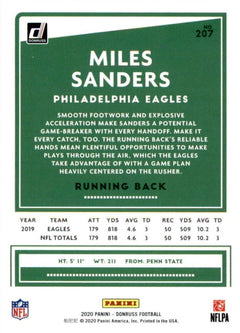 DONRUSS
NO.
207
MILES
SANDERS
PHILADELPHIA EAGLES
SMOOTH FOOTWORK AND EXPLOSIVE
ACCELERATION MAKE SANDERS A POTENTIAL
GAME-BREAKER WITH EVERY HANDOFF. MAKE IT
EVERY CATCH, TOO. THE RUNNING BACK'S RELIABLE
HANDS MEAN PLENTIFUL OPPORTUNITIES TO MAKE
PLAYS THROUGH THE AIR, WHICH THE EAGLES
TAKE ADVANTAGE OF WITH A GAME PLAN
HEAVILY CENTERED ON THE RUSHER.
RUNNING BACK
YEAR TEAM ATT YDS AVG TD REC YDS AVG TD
2019 EAGLES 179 818 4.6 3 50 509 10.2 3
NFL TOTALS 179 818 4.6 3 50 509 10.2 3
HT: 5' 11" WT: 211 FROM: PENN STATE
PANINI
2020 PANINI - DONRUSS FOOTBALL
© 2020 Panini America, Inc. Printed in the USA.
NFL
NFLPA